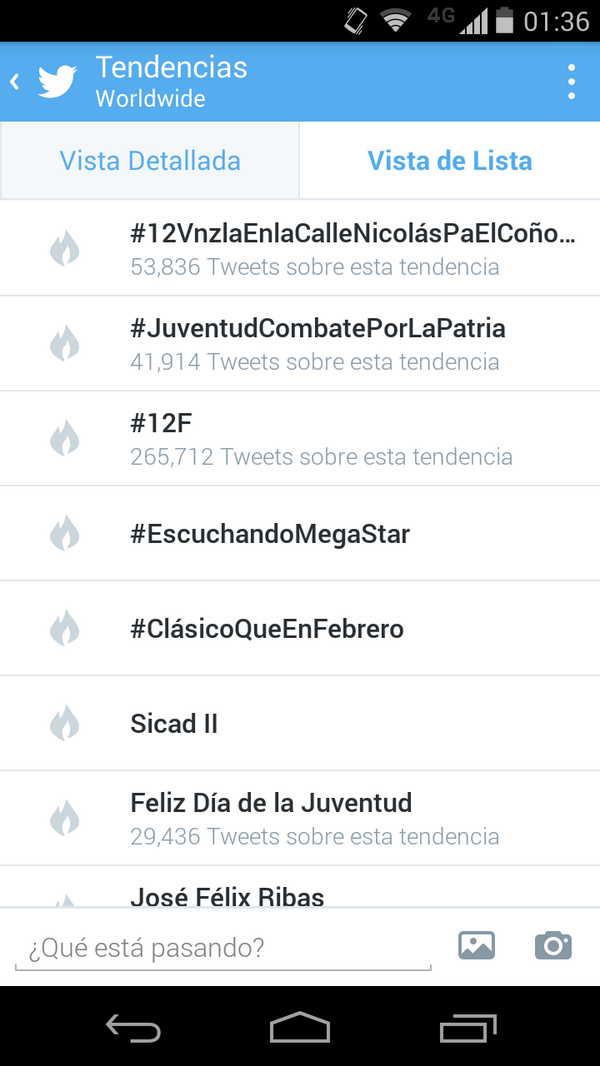 4G 01:36
Tendencias
Worldwide
Vista Detallada
Vista de Lista
#12VnzlaEnlaCalleNicolásPaElCoño...
53,836 Tweets sobre esta tendencia
#JuventudCombatePorLaPatria
41,914 Tweets sobre esta tendencia
#12F
265,712 Tweets sobre esta tendencia
#EscuchandoMegaStar
#ClásicoQueEnFebrero
Sicad II
Feliz Día de la Juventud
29,436 Tweets sobre esta tendencia
José Félix Ribas
¿Qué está pasando?